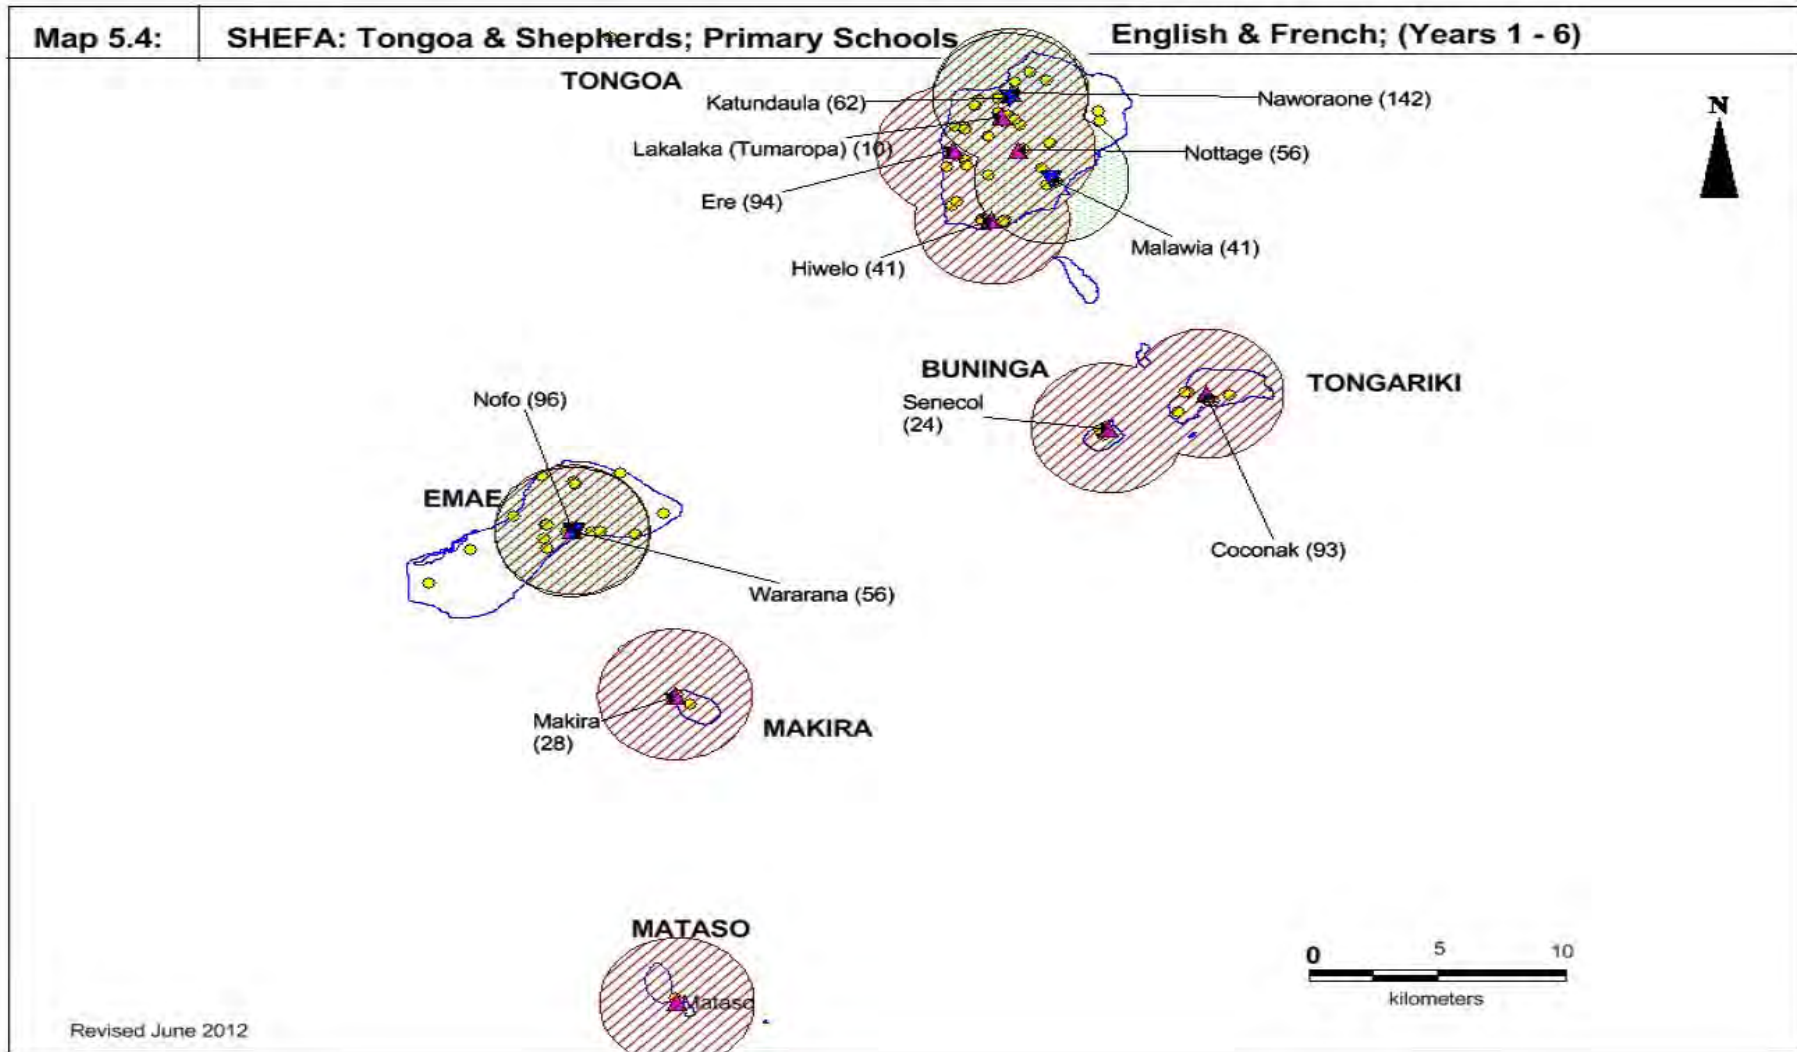 Map 5.4:
SHEFA: Tongoa & Shepherds; Primary Schools
English & French; (Years 1 - 6)
TONGOA
Katundaula (62)
Naworaone (142)
N
Lakalaka (Tumaropa) (10)
Nottage (56)
Ere (94)
Malawia (41)
Hiwelo (41)
BUNINGA
TONGARIKI
Senecol
(24)
Nofo (96)
EMAE
Coconak (93)
Wararana (56)
Makira
(28)
MAKIRA
MATASO
0 5 10
kilometers
Mataso
Revised June 2012